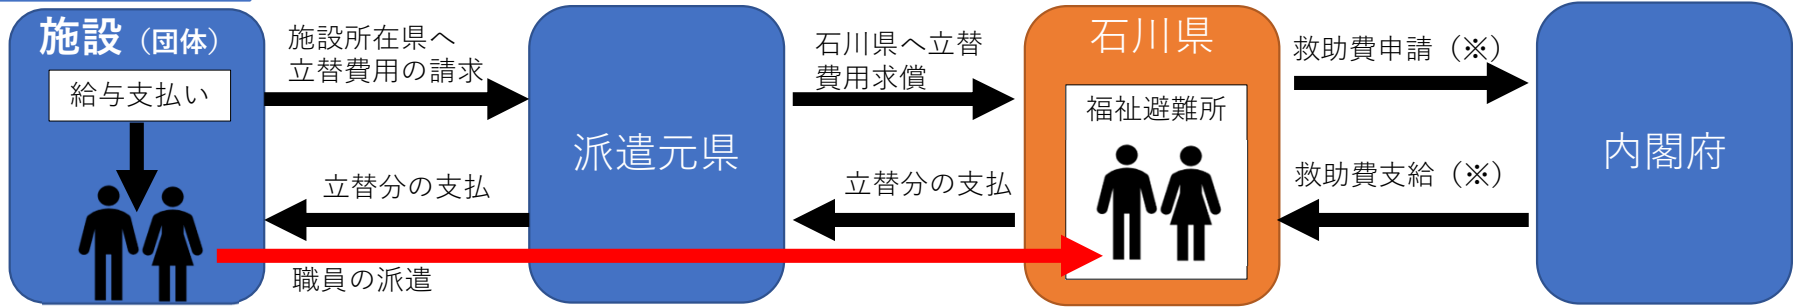 施設（団体）
給与支払い
施設所在県へ
立替費用の請求
立替分の支払
職員の派遣
派遣元県
石川県へ立替
費用求償
立替分の支払
石川県
福祉避難所
救助費申請（※）
救助費支給（※）
内閣府